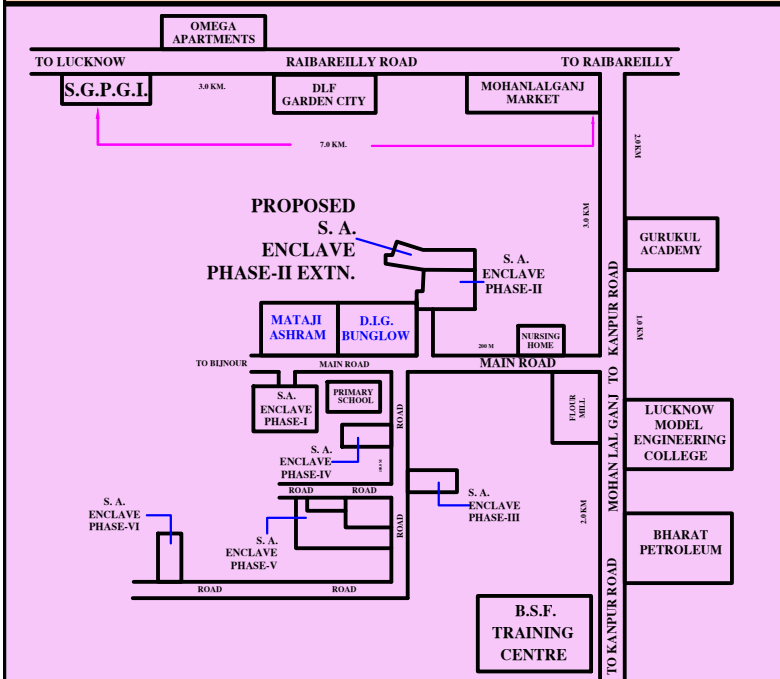 OMEGA
APARTMENTS
TO LUCKNOW
RAIBAREILLY ROAD
TO RAIBAREILLY
S.G.P.G.I.
3.0 KM.
DLF
GARDEN CITY
MOHANLALGANJ
MARKET
7.0 KM.
2.0 KM
3.0 KM
PROPOSED
S. A.
ENCLAVE
PHASE-II EXTN.
S. A.
ENCLAVE
PHASE-II
GURUKUL
ACADEMY
MATAJI
ASHRAM
D.I.G.
BUNGLOW
200 M
NURSING
HOME
1.0 KM
TO BIJNOUR
MAIN ROAD
MAIN ROAD
MOHAN LAL GANJ TO KANPUR ROAD
S.A.
ENCLAVE
PHASE-I
PRIMARY
SCHOOL
ROAD
FLOUR
MILL
LUCKNOW
MODEL
ENGINEERING
COLLEGE
S. A.
ENCLAVE
PHASE-IV
ROAD
ROAD
S. A.
ENCLAVE
PHASE-III
S. A.
ENCLAVE
PHASE-VI
S. A.
ENCLAVE
PHASE-V
ROAD
2.0 KM
BHARAT
PETROLEUM
ROAD
ROAD
B.S.F.
TRAINING
CENTRE
TO KANPUR ROAD